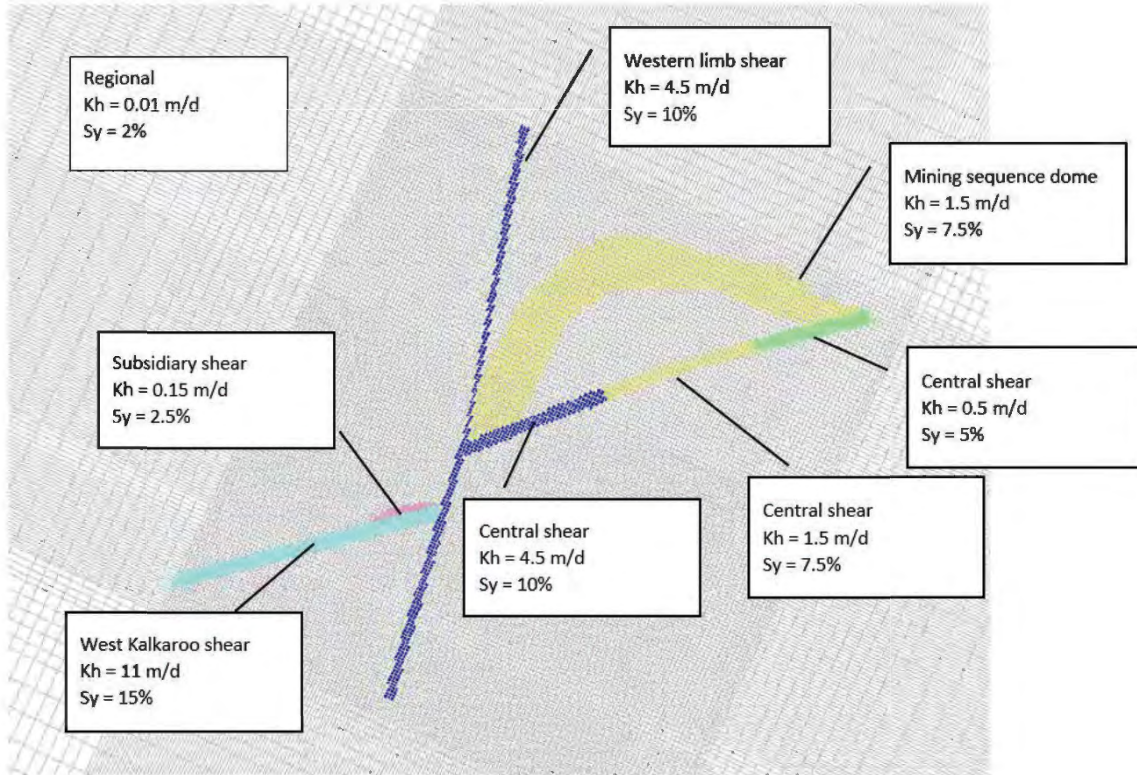 Regional
Kh = 0.01 m/d
Sy = 2%
Western limb shear
Kh = 4.5 m/d
Sy = 10%
Mining sequence dome
Kh = 1.5 m/d
Sy = 7.5%
Subsidiary shear
Kh = 0.15 m/d
Sy = 2.5%
Central shear
Kh = 0.5 m/d
Sy = 5%
Central shear
Kh = 4.5 m/d
Sy = 10%
Central shear
Kh = 1.5 m/d
Sy = 7.5%
West Kalkaroo shear
Kh = 11 m/d
Sy = 15%